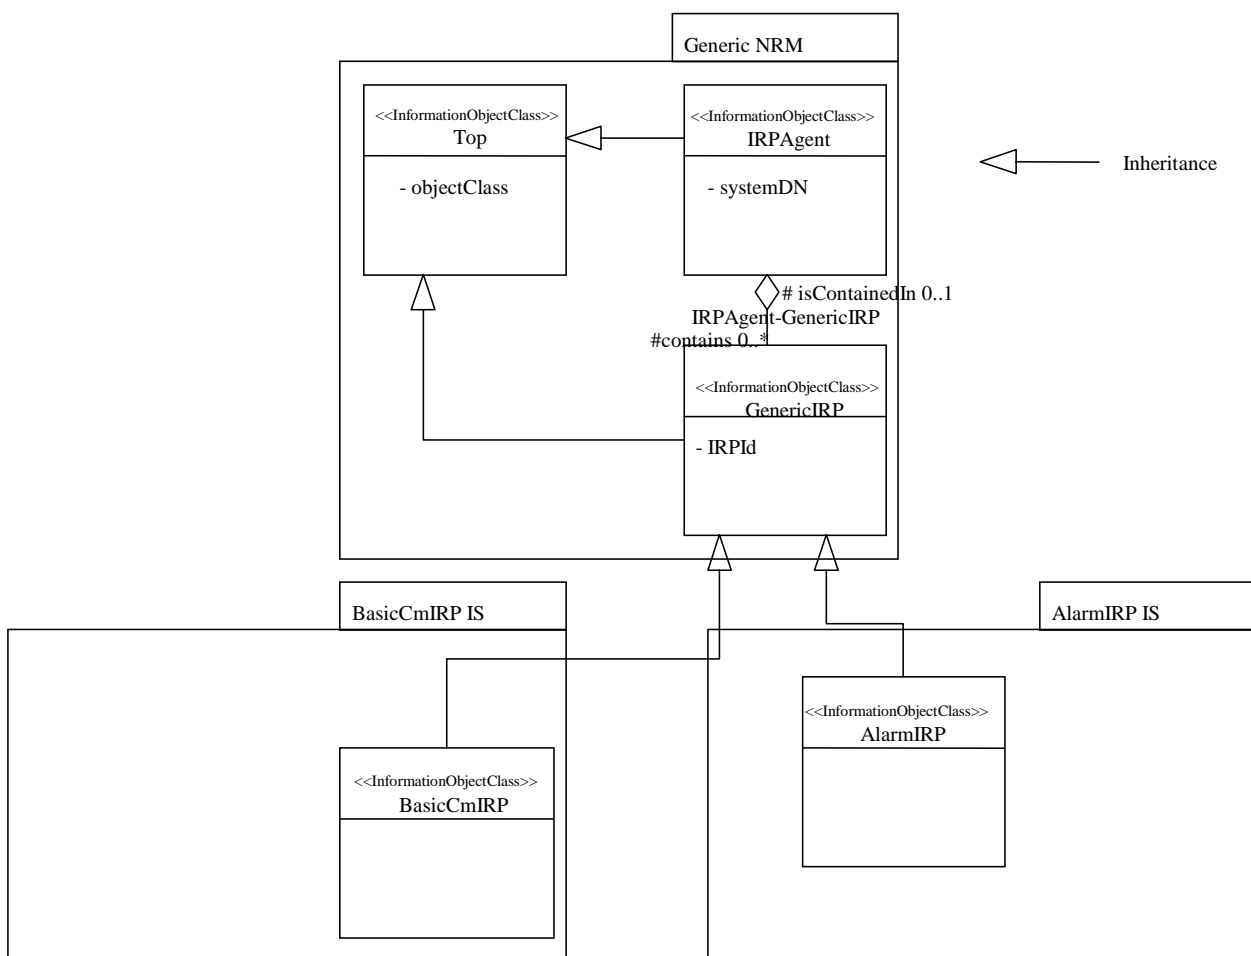 Generic NRM
<<InformationObjectClass>>
Top
- objectClass
<<InformationObjectClass>>
IRPAgent
- systemDN
Inheritance
# isContainedIn 0..1
IRPAgent-GenericIRP
#contains 0..*
<<InformationObjectClass>>
GenericIRP
- IRPId
BasicCmIRP IS
AlarmIRP IS
<<InformationObjectClass>>
AlarmIRP
<<InformationObjectClass>>
BasicCmIRP